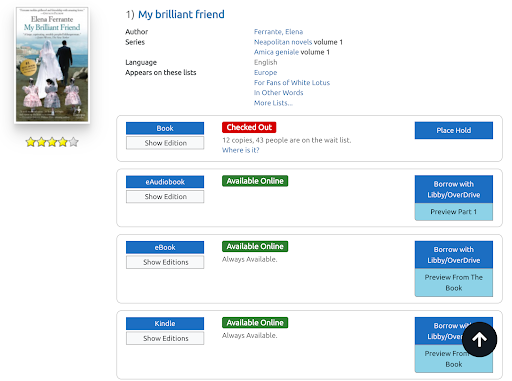 Elena Ferrante
My Brilliant Friend
1) My brilliant friend
Author Ferrante, Elena
Series Neapolitan novels volume 1
Amica geniale volume 1
Language English
Appears on these lists Europe
For Fans of White Lotus
In Other Words
More Lists...
Book Checked Out Place Hold
Show Edition 12 copies, 43 people are on the wait list.
Where is it?
eAudiobook Available Online Borrow with
Libby/OverDrive
Show Edition Preview Part 1
eBook Available Online Borrow with
Libby/OverDrive
Show Editions Always Available.
Preview From The
Book
Kindle Available Online Borrow with
Show Editions Always Available.
Preview From
Book